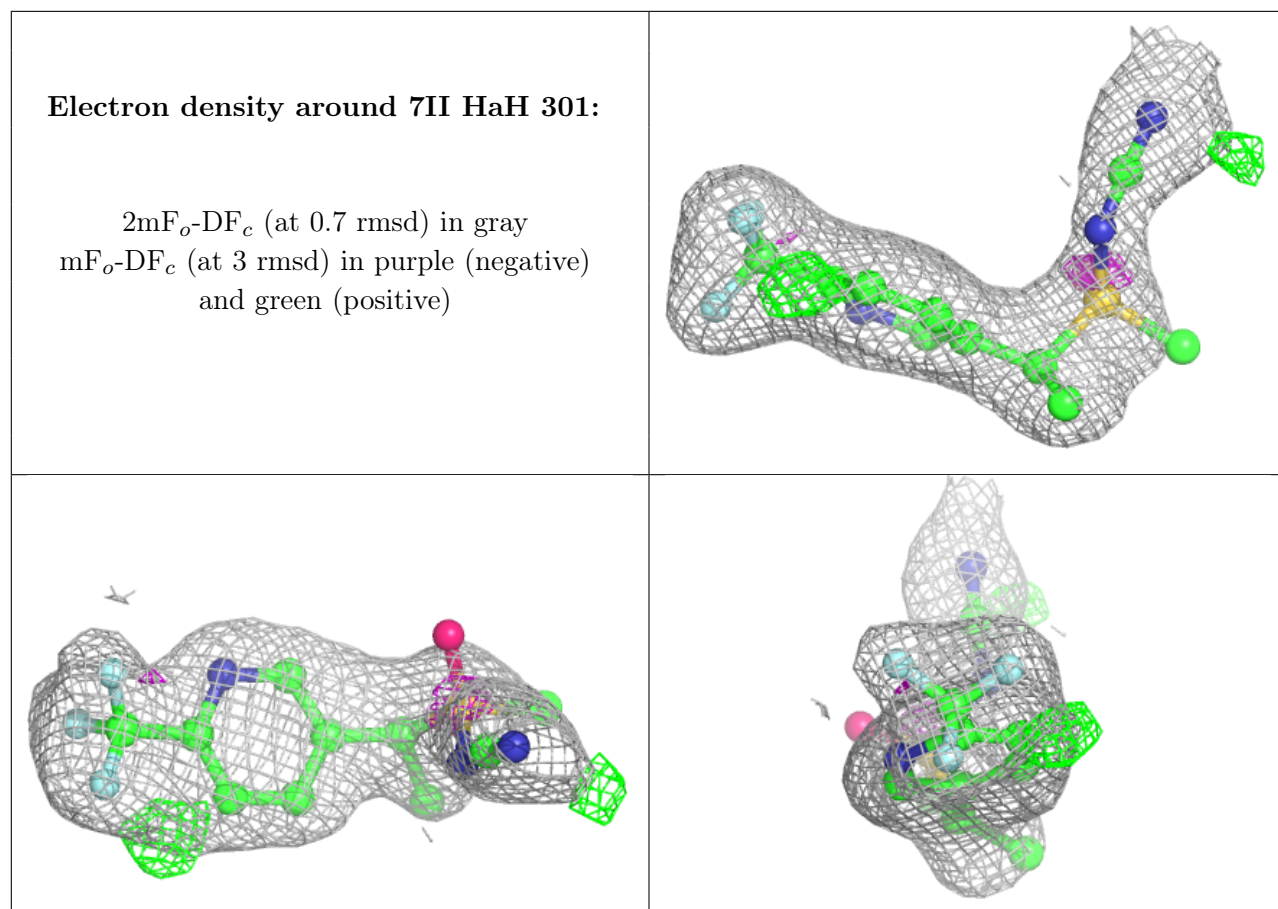 Electron density around 7II HaH 301:
2mFₒ-DF𝑐 (at 0.7 rmsd) in gray
mFₒ-DF𝑐 (at 3 rmsd) in purple (negative)
and green (positive)